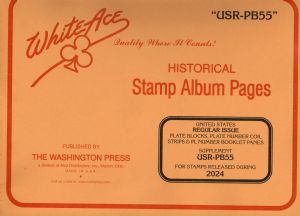 "USR-PB55"
White Ace
Quality Where It Counts!
HISTORICAL
Stamp Album Pages
PUBLISHED BY
THE WASHINGTON PRESS
MADE IN U.S.A.
UNITED STATES
REGULAR ISSUE
PLATE BLOCKS, PLATE NUMBER COIL
STRIPS & PL NUMBER BOOKLET PANES
SUPPLEMENT
USR-PB55
FOR STAMPS RELEASED DURING
2024